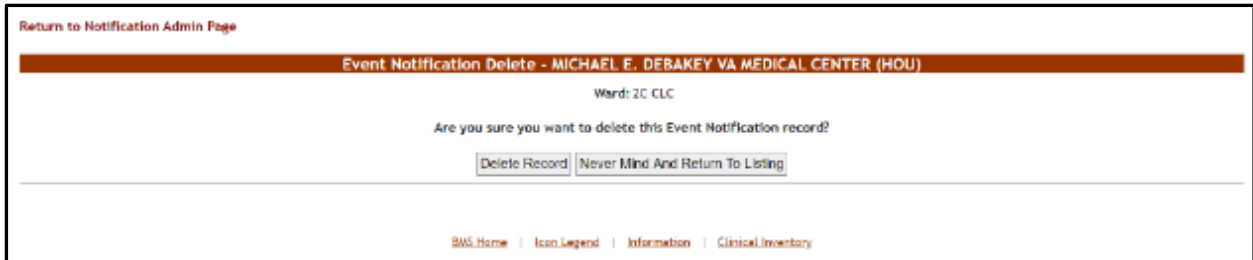 Return to Notification Admin Page
Event Notification Delete - MICHAEL E. DEBAKEY VA MEDICAL CENTER (HOU)
Ward: 2C CLC
Are you sure you want to delete this Event Notification record?
Delete Record Never Mind And Return To Listing
BMS Home | Icon Legend | Information | Clinical Inventory